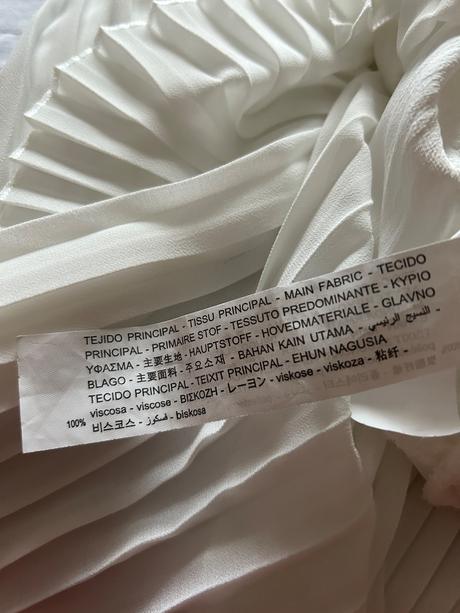 TEJIDO PRINCIPAL - TISSU PRINCIPAL - MAIN FABRIC - TECIDO
PRINCIPAL - PRIMAIRE STOF - TESSUTO PREDOMINANTE - ΚΥΡΙΟ
ΥΦΑΣΜΑ - 主要生地 - HAUPTSTOFF - HOVEDMATERIALE - GLAVNO
BLAGO - 主要面料 - 주요소재 - BAHAN KAIN UTAMA - النسيج الرئيسي -
TECIDO PRINCIPAL - TEIXIT PRINCIPAL - EHUN NAGUSIA
100% viscosa - viscose - ΒΙΣΚΟΖΗ - レーヨン - viskose - viskoza - 粘纤 -
비스코스 - فسكوز - biskosa